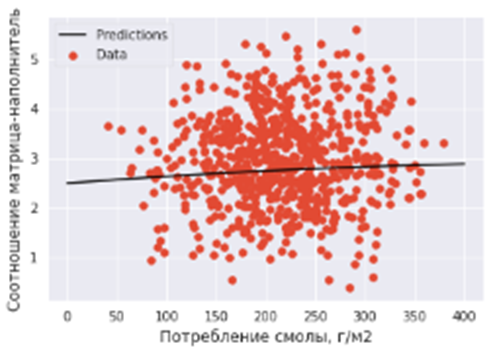 Соотношение матрица-наполнитель
Predictions
Data
5
4
3
2
1
0 50 100 150 200 250 300 350 400
Потребление смолы, г/м2